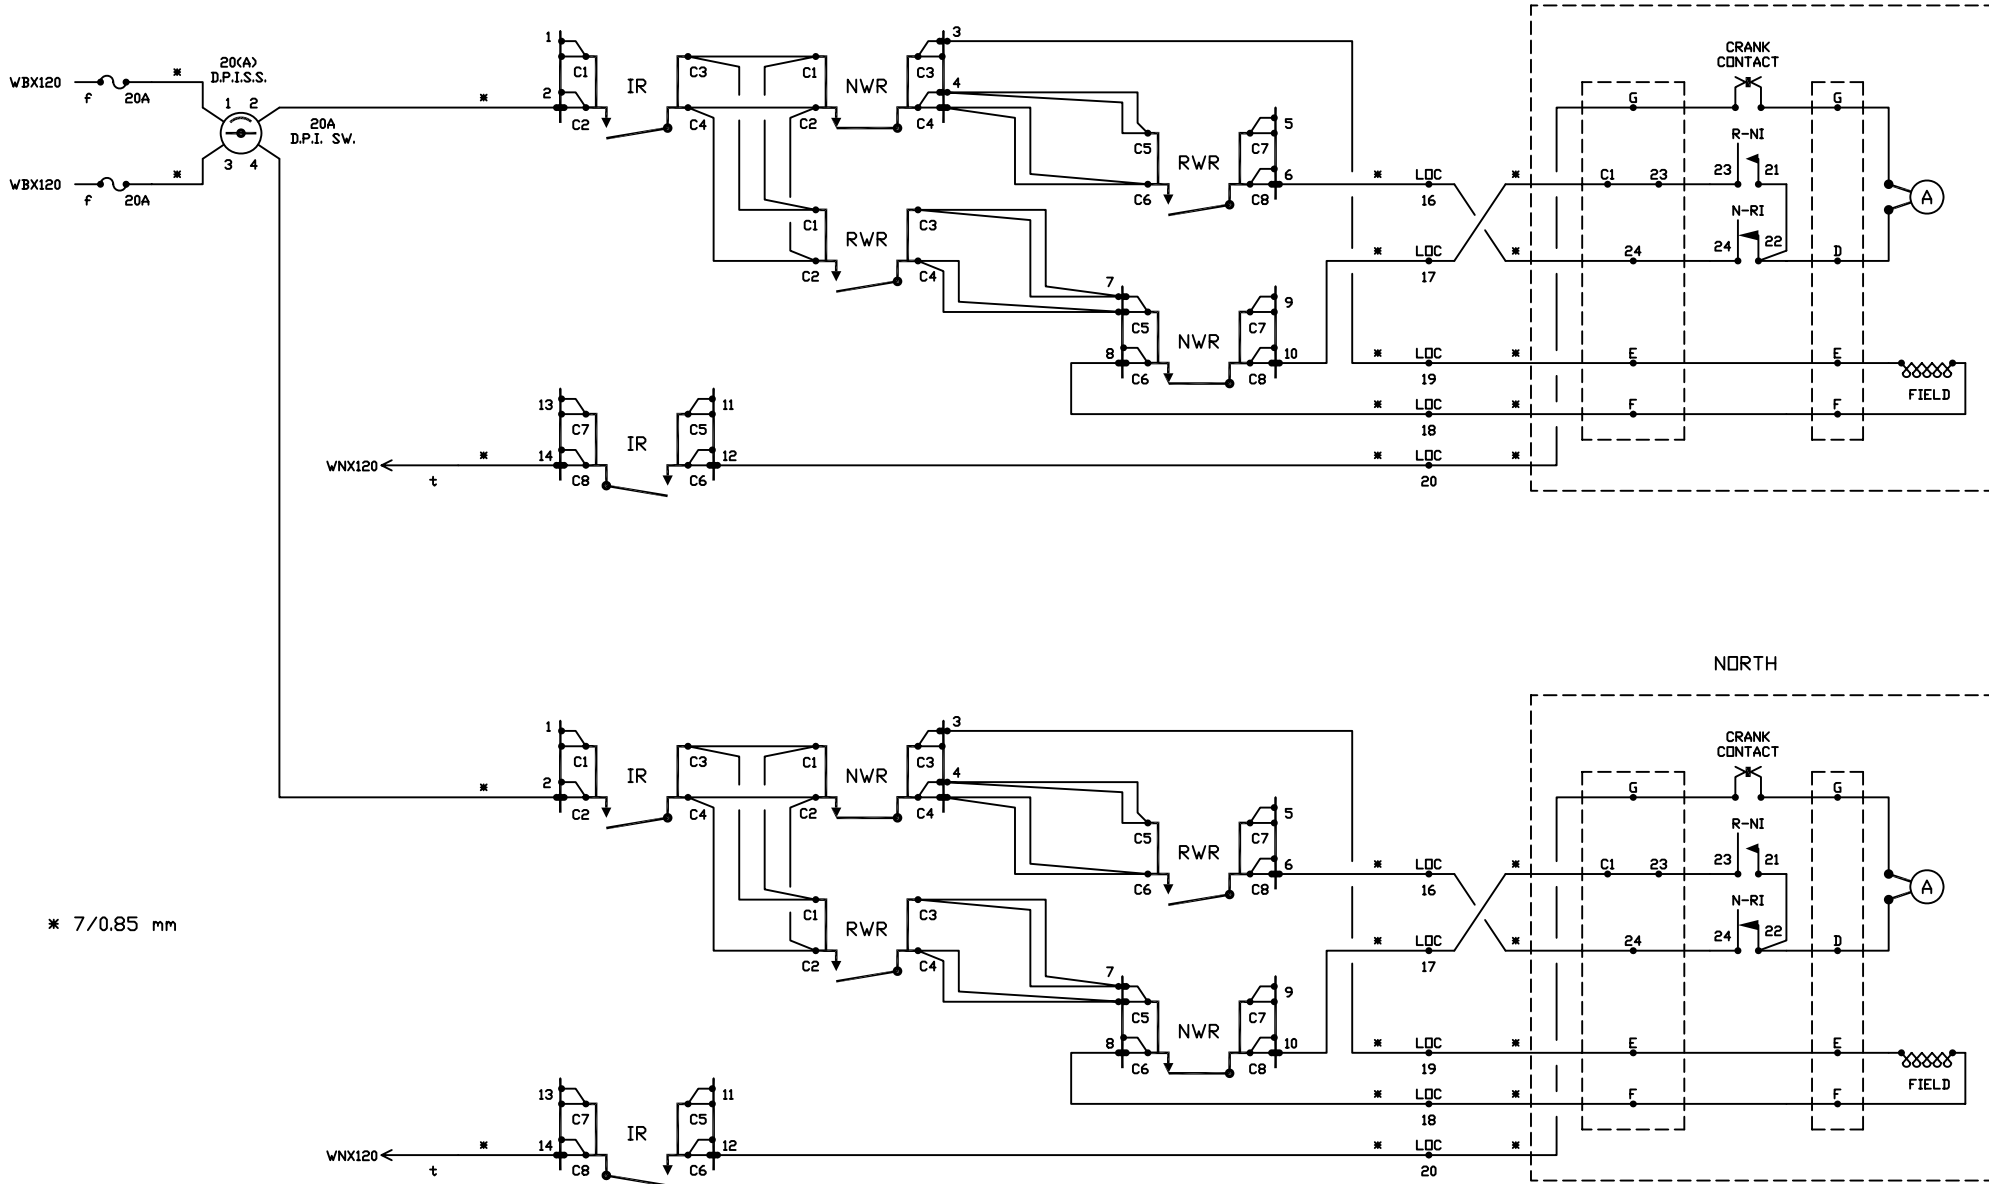 WBX120
f
20A
*
20(A)
D.P.I.S.S.
1 2
3 4
20A
D.P.I. SW.
WBX120
f
20A
*
*
1
C1
2
C2
IR
C3
C4
C1
C2
NWR
3
C3
4
C4
C5
C6
RWR
5
C7
6
C8
C1
C2
RWR
C3
C4
7
C5
8
C6
NWR
9
C7
10
C8
13
C7
14
C8
IR
11
C5
12
C6
WNX120
t
*
* LOC *
16
* LOC *
17
* LOC *
19
* LOC *
18
* LOC *
20
CRANK
CONTACT
G
G
R-NI
C1 23
23 21
N-RI
24
24 22
D
A
E
E
FIELD
F
F
NORTH
*
1
C1
2
C2
IR
C3
C4
C1
C2
NWR
3
C3
4
C4
C5
C6
RWR
5
C7
6
C8
C1
C2
RWR
C3
C4
7
C5
8
C6
NWR
9
C7
10
C8
13
C7
14
C8
IR
11
C5
12
C6
WNX120
t
*
* LOC *
16
* LOC *
17
* LOC *
19
* LOC *
18
* LOC *
20
CRANK
CONTACT
G
G
R-NI
C1 23
23 21
N-RI
24
24 22
D
A
E
E
FIELD
F
F
* 7/0.85 mm